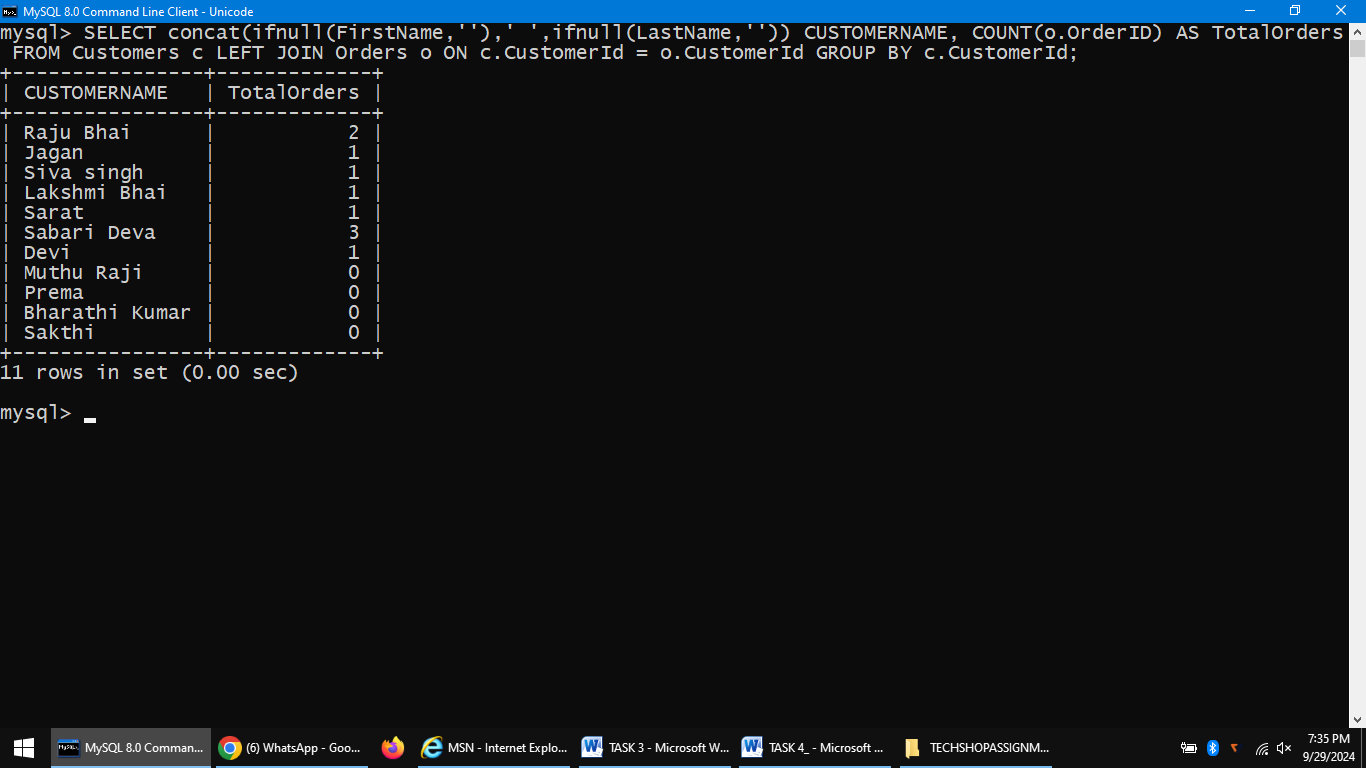 MySQL 8.0 Command Line Client - Unicode
mysql> SELECT concat(ifnull(FirstName,''),' ',ifnull(LastName,'')) CUSTOMERNAME, COUNT(o.OrderID) AS TotalOrders
 FROM Customers c LEFT JOIN Orders o ON c.CustomerId = o.CustomerId GROUP BY c.CustomerId;
+----------------+-------------+
| CUSTOMERNAME   | TotalOrders |
+----------------+-------------+
| Raju Bhai      |           2 |
| Jagan          |           1 |
| Siva singh     |           1 |
| Lakshmi Bhai   |           1 |
| Sarat          |           1 |
| Sabari Deva    |           3 |
| Devi           |           1 |
| Muthu Raji     |           0 |
| Prema          |           0 |
| Bharathi Kumar |           0 |
| Sakthi         |           0 |
+----------------+-------------+
11 rows in set (0.00 sec)
mysql> _
MySQL 8.0 Comman... (6) WhatsApp - Goo... MSN - Internet Explo... TASK 3 - Microsoft W... TASK 4_ - Microsoft ... TECHSHOPASSIGNM... 7:35 PM
9/29/2024